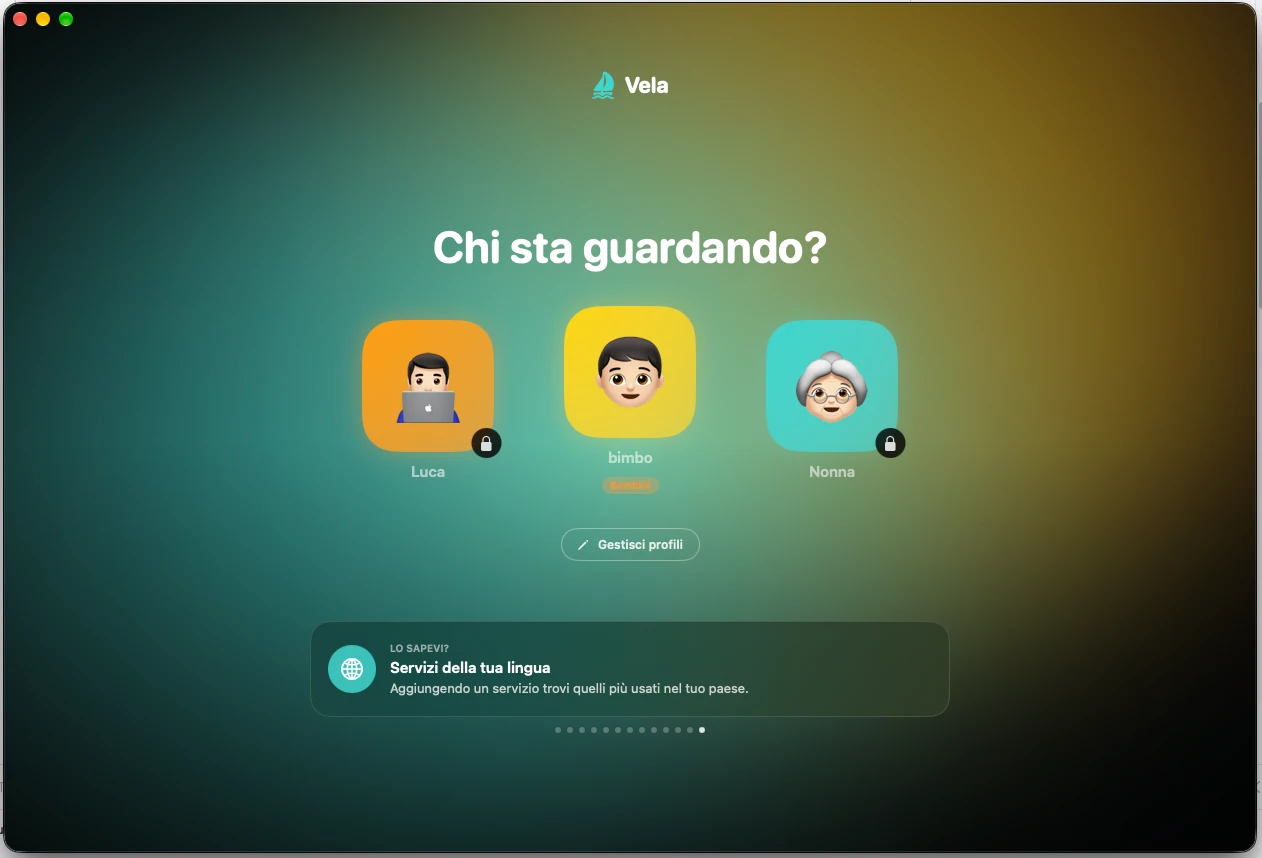 Vela
Chi sta guardando?
Luca
bimbo
Nonna
Gestisci profili
LO SAPEVI?
Servizi della tua lingua
Aggiungendo un servizio trovi quelli più usati nel tuo paese.